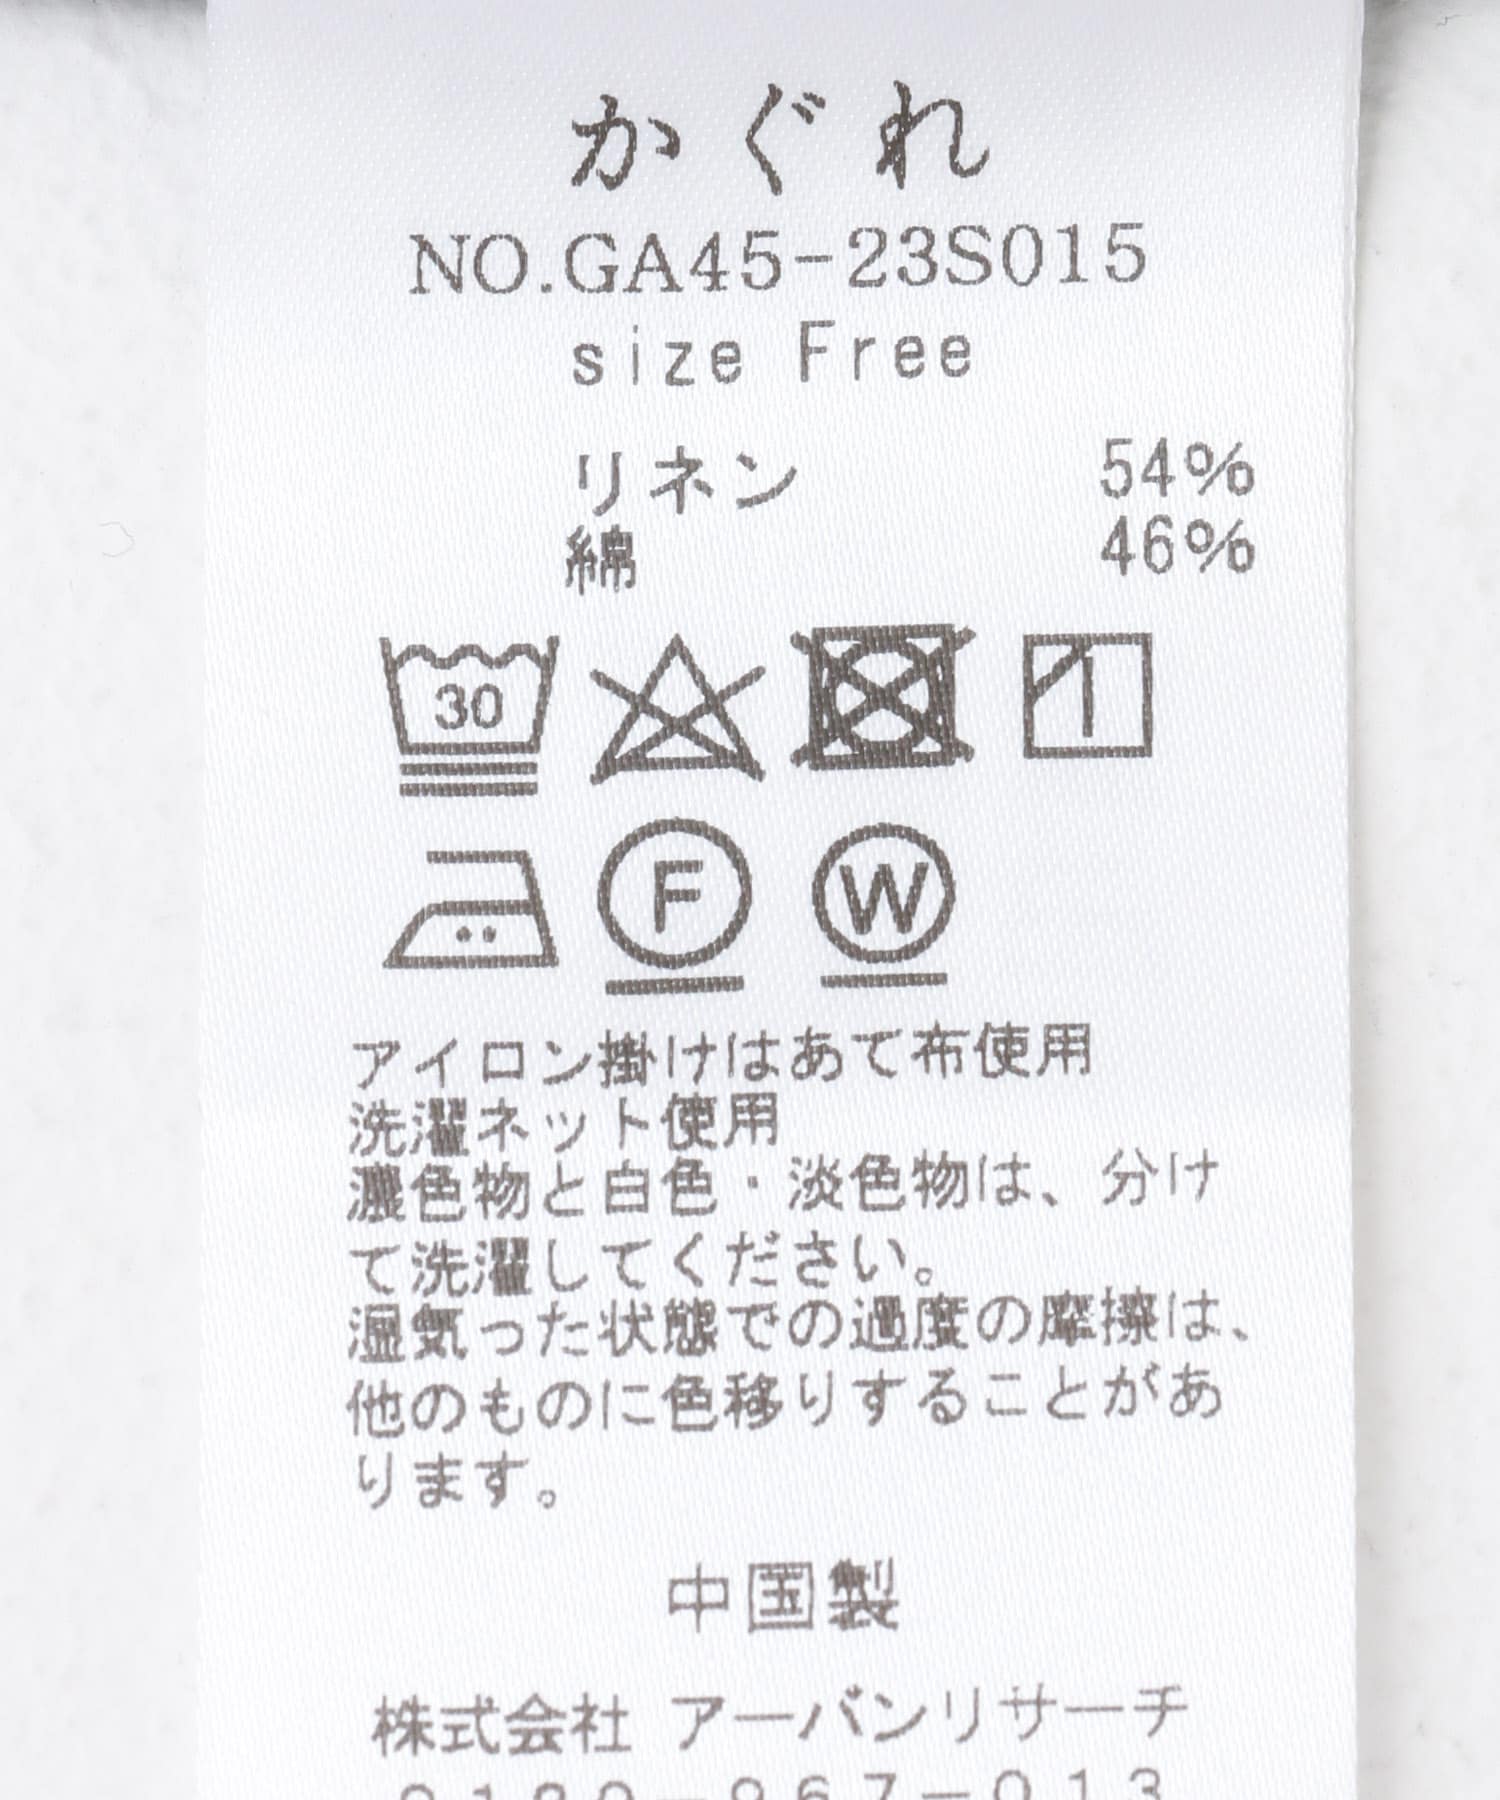 かぐれ
NO.GA45-23S015
size Free
リネン 54%
綿 46%
30
F W
アイロン掛けはあて布使用
洗濯ネット使用
濃色物と白色・淡色物は、分け
て洗濯してください。
湿気った状態での過度の摩擦は、
他のものに色移りすることがあ
ります。
中国製
株式会社 アーバンリサーチ
0120-967-013